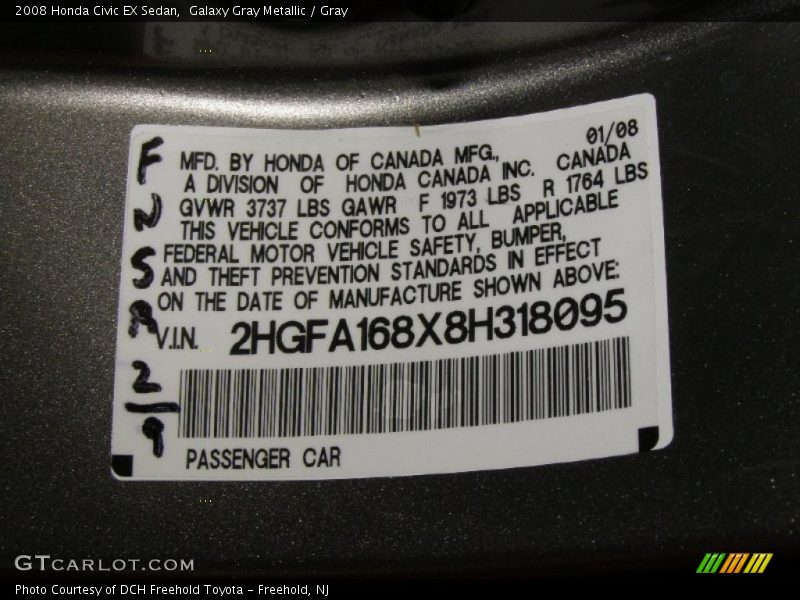 2008 Honda Civic EX Sedan,  Galaxy Gray Metallic / Gray
01/08
MFD. BY HONDA OF CANADA MFG.,
A DIVISION OF HONDA CANADA INC. CANADA
GVWR 3737 LBS GAWR F 1973 LBS R 1764 LBS
THIS VEHICLE CONFORMS TO ALL APPLICABLE
FEDERAL MOTOR VEHICLE SAFETY, BUMPER,
AND THEFT PREVENTION STANDARDS IN EFFECT
ON THE DATE OF MANUFACTURE SHOWN ABOVE:
V.I.N. 2HGFA168X8H318095
PASSENGER CAR
F
N
S
A
2
9
GTCARLOT.COM
Photo Courtesy of DCH Freehold Toyota - Freehold, NJ